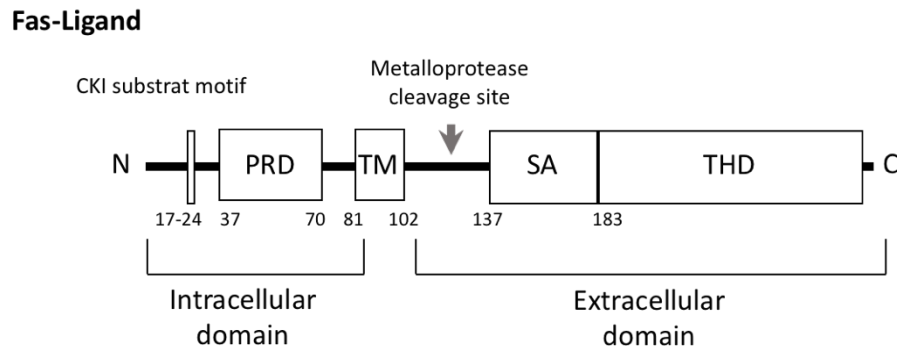 Fas-Ligand
CKI substrat motif
Metalloprotease
cleavage site
N
PRD
TM
SA
THD
C
17-24
37
70
81
102
137
183
Intracellular
domain
Extracellular
domain